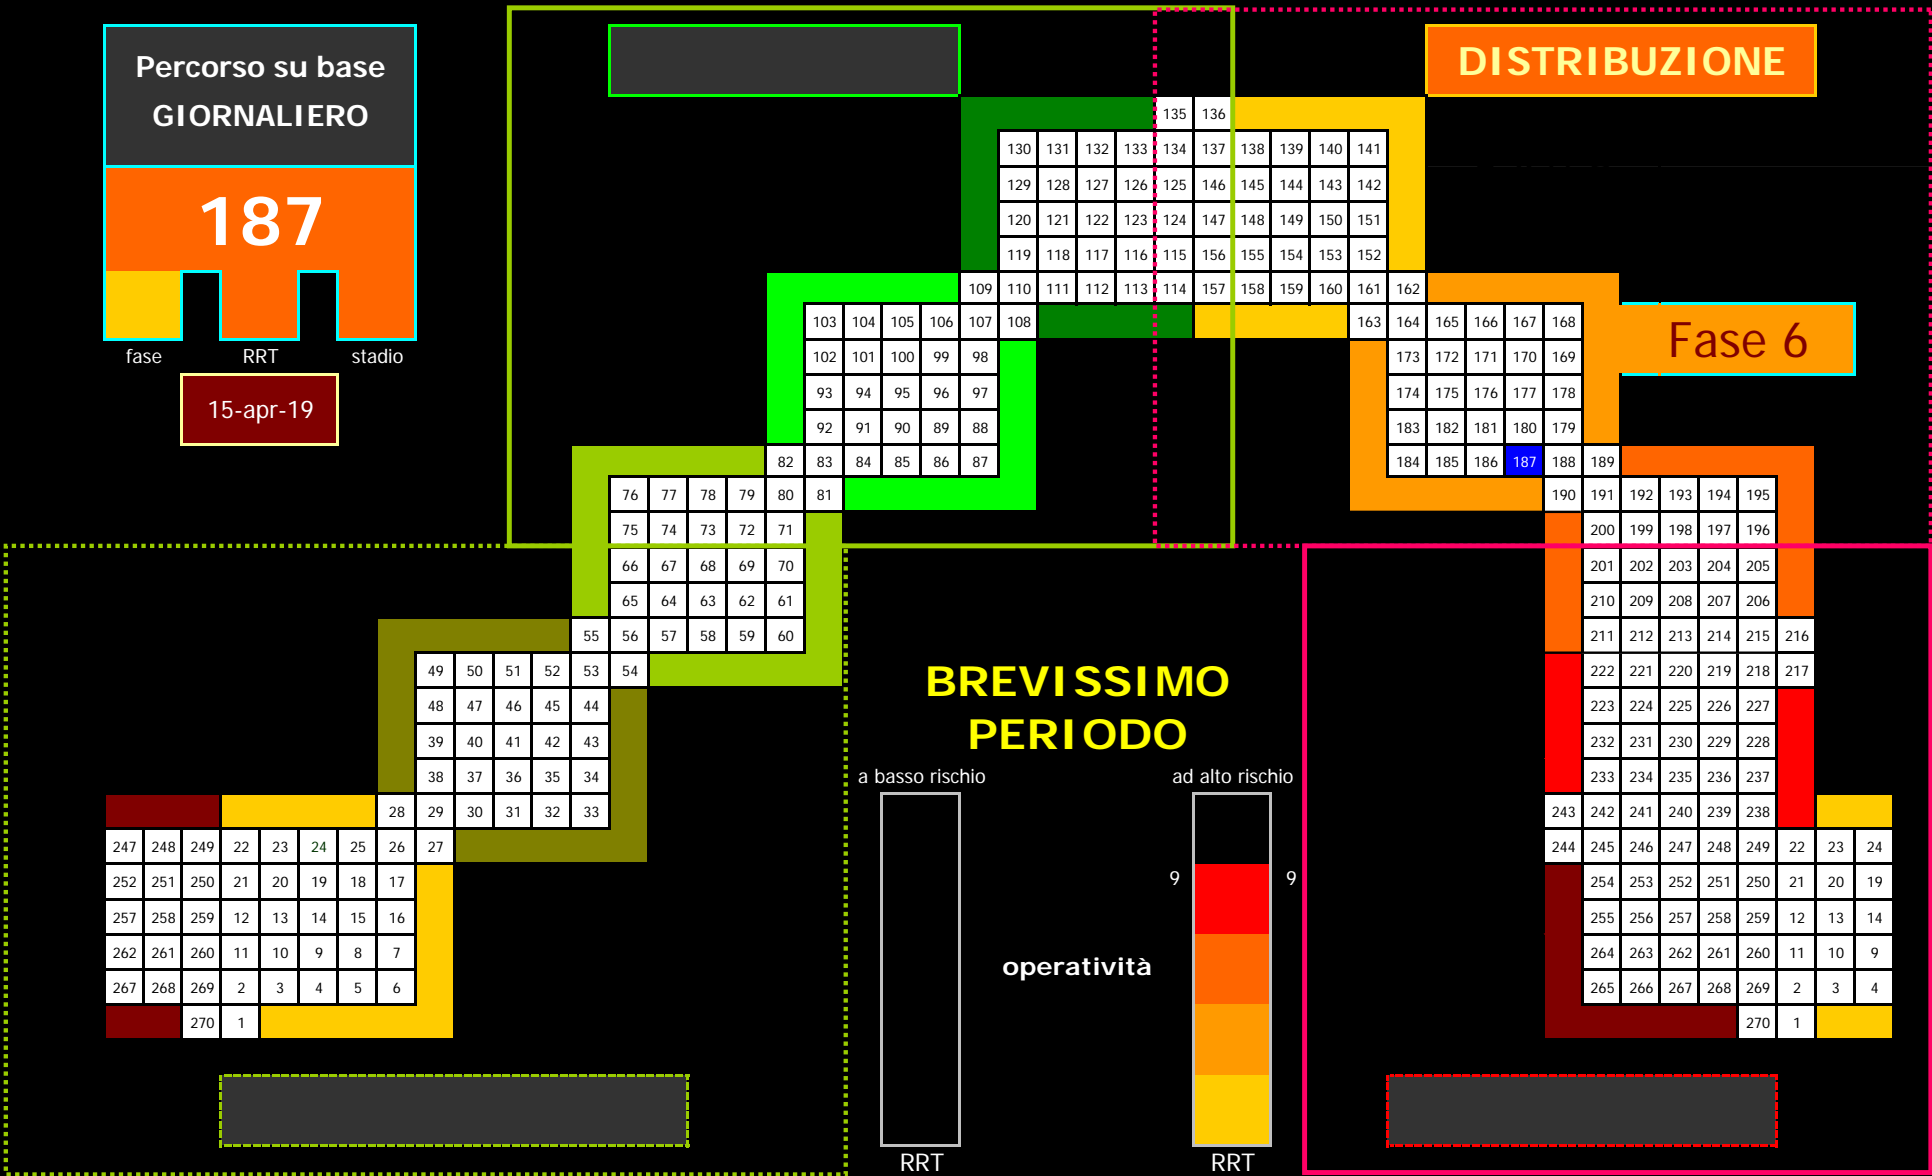 Percorso su base
GIORNALIERO
DISTRIBUZIONE
135 136
130 131 132 133 134 137 138 139 140 141
129 128 127 126 125 146 145 144 143 142
187
120 121 122 123 124 147 148 149 150 151
119 118 117 116 115 156 155 154 153 152
109 110 111 112 113 114 157 158 159 160 161 162
103 104 105 106 107 108 163 164 165 166 167 168
Fase 6
fase RRT stadio
102 101 100 99 98 173 172 171 170 169
93 94 95 96 97 174 175 176 177 178
15-apr-19
92 91 90 89 88 183 182 181 180 179
82 83 84 85 86 87 184 185 186 187 188 189
76 77 78 79 80 81 190 191 192 193 194 195
75 74 73 72 71 200 199 198 197 196
66 67 68 69 70 201 202 203 204 205
65 64 63 62 61 210 209 208 207 206
55 56 57 58 59 60 211 212 213 214 215 216
49 50 51 52 53 54 222 221 220 219 218 217
BREVISSIMO
PERIODO
48 47 46 45 44 223 224 225 226 227
39 40 41 42 43 232 231 230 229 228
38 37 36 35 34 233 234 235 236 237
a basso rischio ad alto rischio
28 29 30 31 32 33 243 242 241 240 239 238
247 248 249 22 23 24 25 26 27 244 245 246 247 248 249 22 23 24
252 251 250 21 20 19 18 17 9 9 254 253 252 251 250 21 20 19
257 258 259 12 13 14 15 16 255 256 257 258 259 12 13 14
262 261 260 11 10 9 8 7 264 263 262 261 260 11 10 9
operatività
267 268 269 2 3 4 5 6 265 266 267 268 269 2 3 4
270 1 270 1
RRT RRT